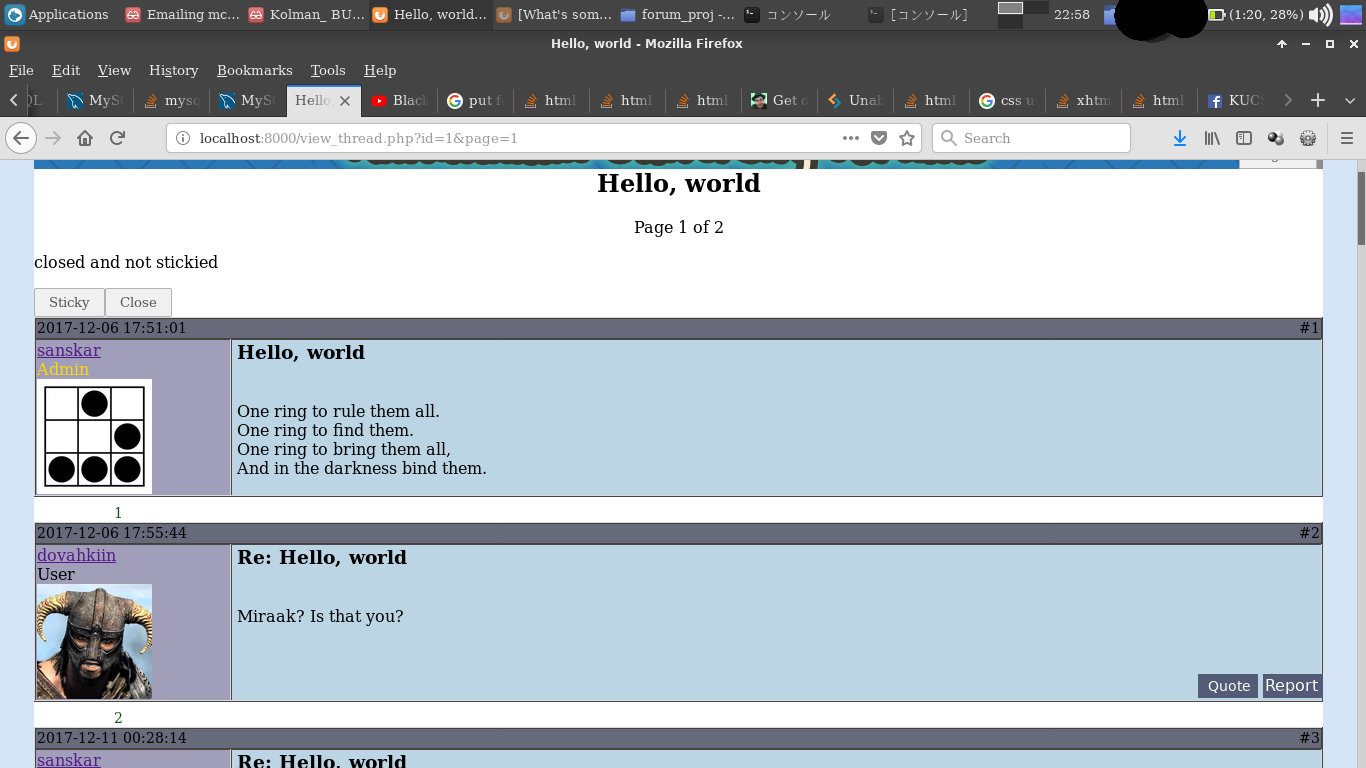 Applications
Emailing mc...
Kolman_ BU...
Hello, world...
[What's som...
forum_proj -...
コンソール
[コンソール]
22:58
(1:20, 28%)
Hello, world - Mozilla Firefox
File Edit View History Bookmarks Tools Help
MyS
mysq
MyS
Hello
Blac
put f
html
html
html
Get d
Unab
html
css u
xhtm
html
KUCS
localhost:8000/view_thread.php?id=1&page=1
Search
Hello, world
Page 1 of 2
closed and not stickied
Sticky Close
2017-12-06 17:51:01 #1
sanskar
Admin
Hello, world
One ring to rule them all.
One ring to find them.
One ring to bring them all,
And in the darkness bind them.
1
2017-12-06 17:55:44 #2
dovahkiin
User
Re: Hello, world
Miraak? Is that you?
Quote Report
2
2017-12-11 00:28:14 #3
sanskar
Re: Hello, world